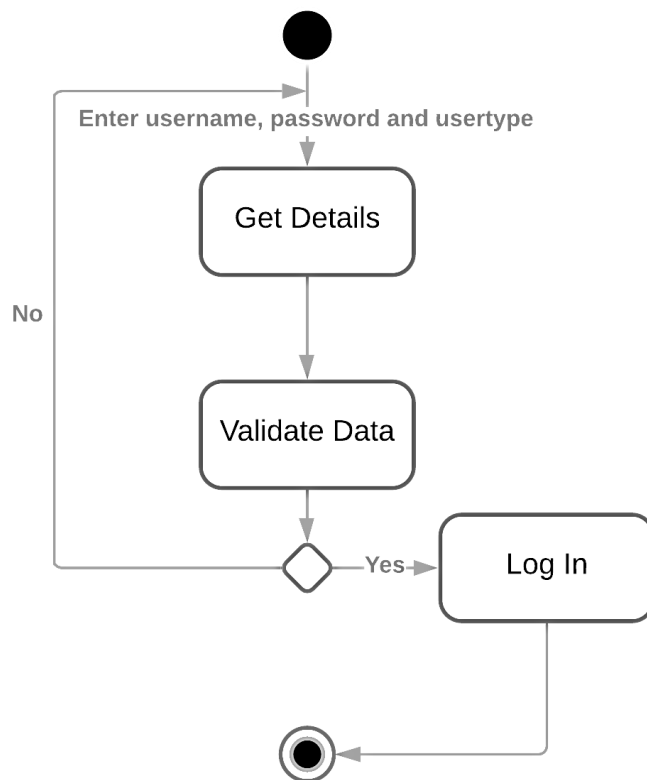 Enter username, password and usertype
Get Details
No
Validate Data
Yes
Log In